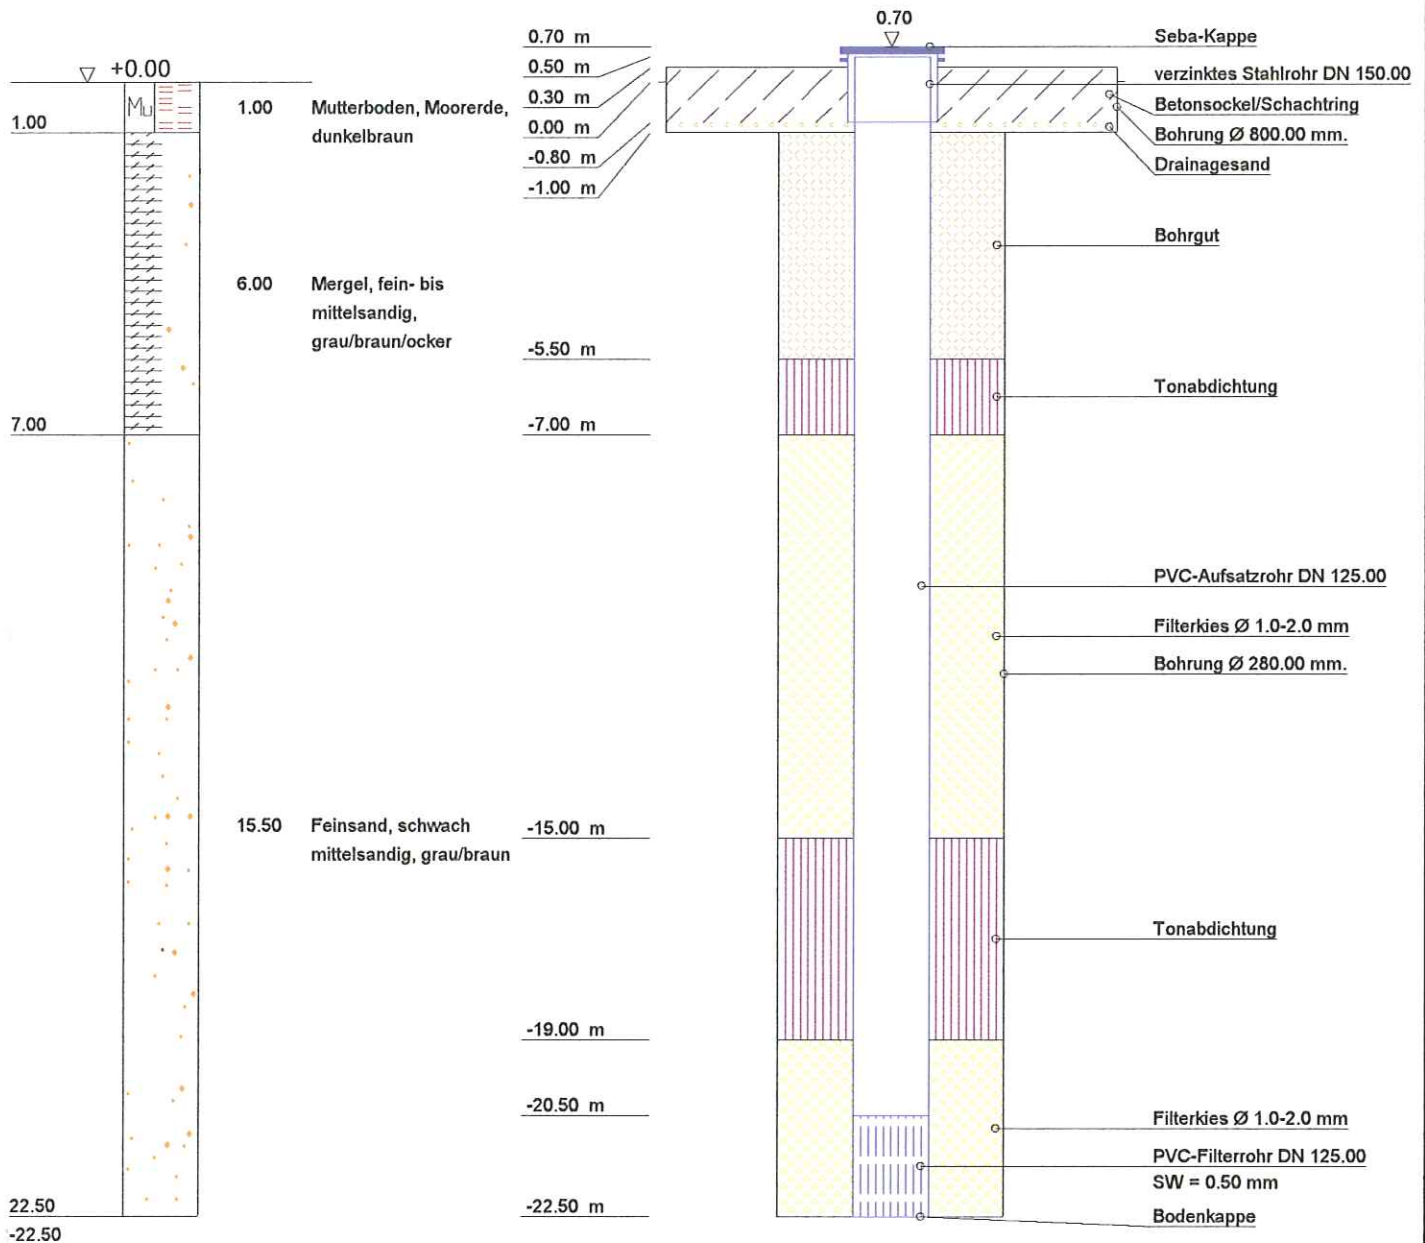 +0.00
Mu
1.00
7.00
22.50
-22.50
1.00 Mutterboden, Moorerde,
dunkelbraun
6.00 Mergel, fein- bis
mittelsandig,
grau/braun/ocker
15.50 Feinsand, schwach
mittelsandig, grau/braun
0.70 m
0.50 m
0.30 m
0.00 m
-0.80 m
-1.00 m
-5.50 m
-7.00 m
-15.00 m
-19.00 m
-20.50 m
-22.50 m
0.70
Seba-Kappe
verzinktes Stahlrohr DN 150.00
Betonsockel/Schachtring
Bohrung Ø 800.00 mm.
Drainagesand
Bohrgut
Tonabdichtung
PVC-Aufsatzrohr DN 125.00
Filterkies Ø 1.0-2.0 mm
Bohrung Ø 280.00 mm.
Tonabdichtung
Filterkies Ø 1.0-2.0 mm
PVC-Filterrohr DN 125.00
SW = 0.50 mm
Bodenkappe